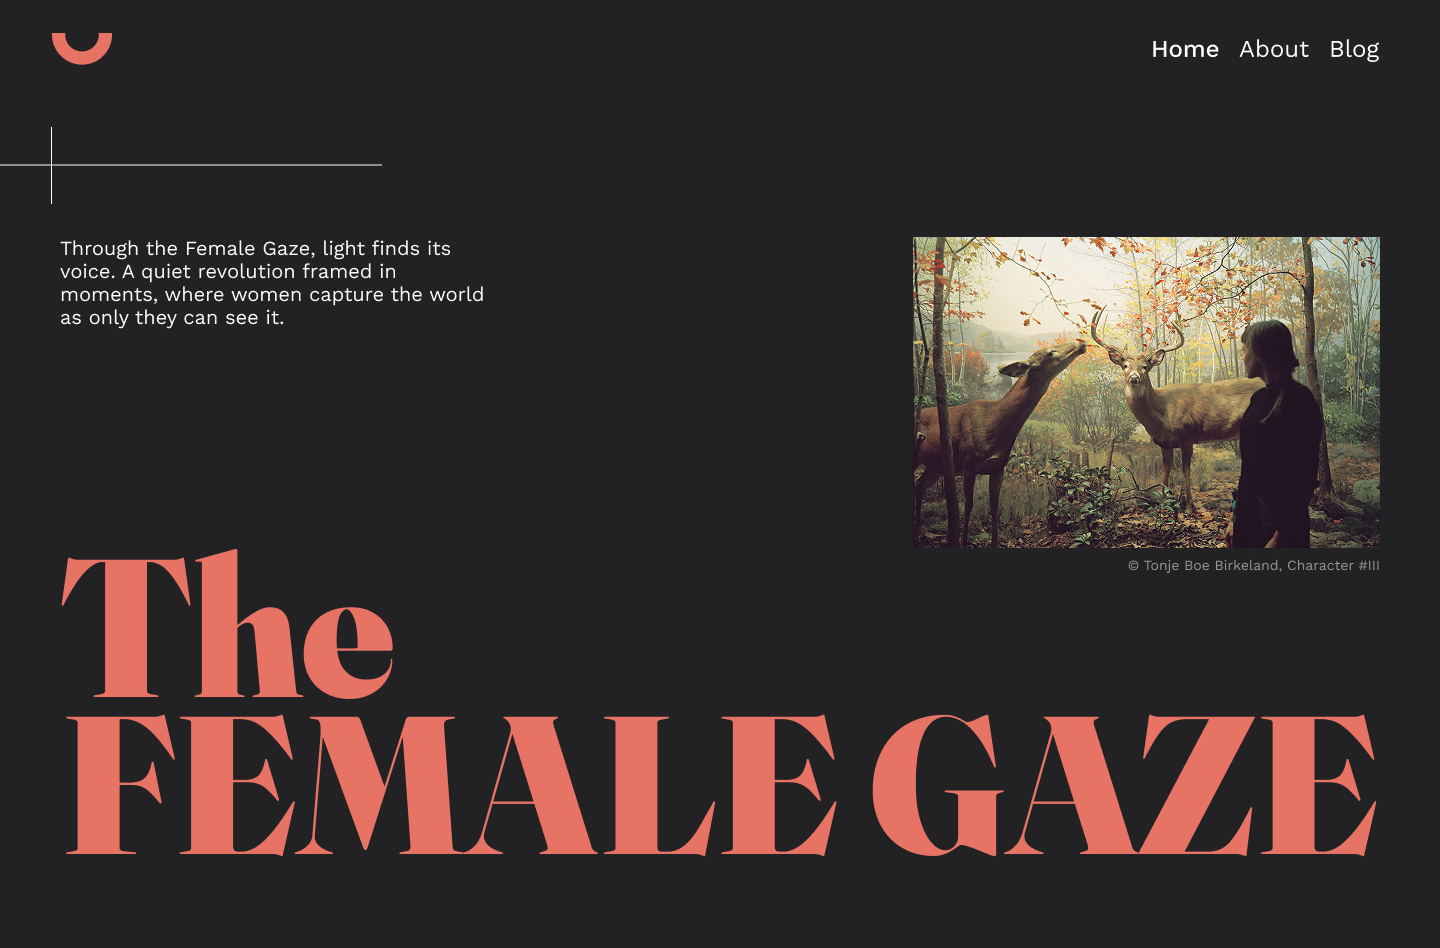 Home About Blog
Through the Female Gaze, light finds its
voice. A quiet revolution framed in
moments, where women capture the world
as only they can see it.
© Tonje Boe Birkeland, Character #III
The
FEMALE GAZE